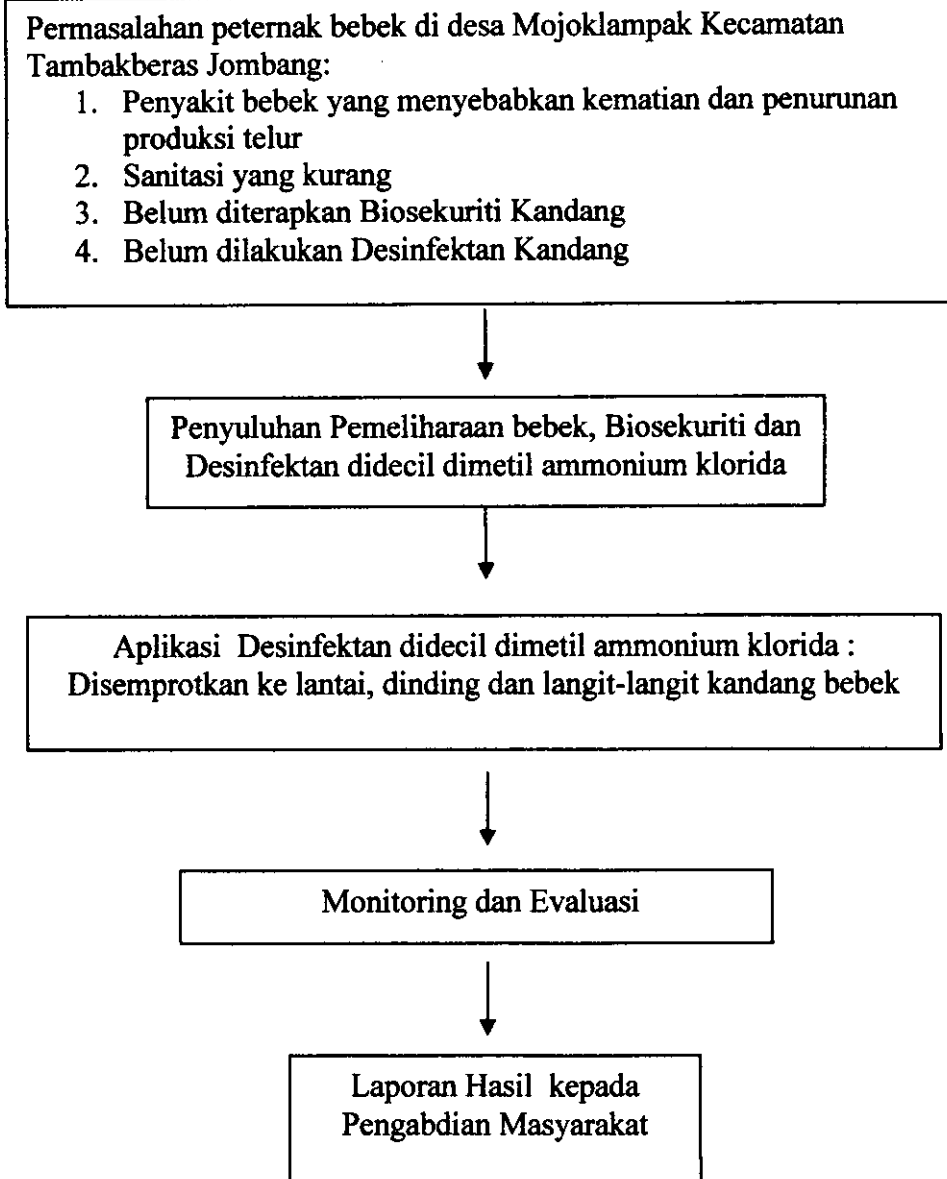 Permasalahan peternak bebek di desa Mojoklampak Kecamatan
Tambakberas Jombang:
1. Penyakit bebek yang menyebabkan kematian dan penurunan
produksi telur
2. Sanitasi yang kurang
3. Belum diterapkan Biosekuriti Kandang
4. Belum dilakukan Desinfektan Kandang
Penyuluhan Pemeliharaan bebek, Biosekuriti dan
Desinfektan didecil dimetil ammonium klorida
Aplikasi Desinfektan didecil dimetil ammonium klorida :
Disemprotkan ke lantai, dinding dan langit-langit kandang bebek
Monitoring dan Evaluasi
Laporan Hasil kepada
Pengabdian Masyarakat